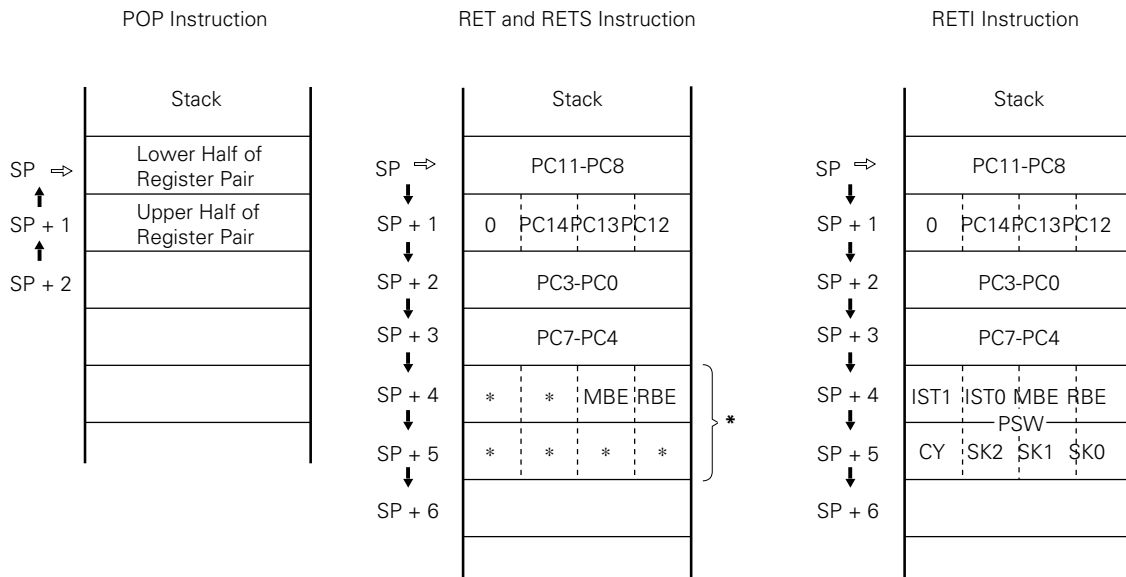 POP Instruction
Stack
SP ⇨ Lower Half of
Register Pair
SP + 1 Upper Half of
Register Pair
SP + 2
RET and RETS Instruction
Stack
SP ⇨ PC11-PC8
SP + 1 0 PC14 PC13 PC12
SP + 2 PC3-PC0
SP + 3 PC7-PC4
SP + 4 * * MBE RBE
*
SP + 5 * * * *
SP + 6
RETI Instruction
Stack
SP ⇨ PC11-PC8
SP + 1 0 PC14 PC13 PC12
SP + 2 PC3-PC0
SP + 3 PC7-PC4
SP + 4 IST1 IST0 MBE RBE
PSW
SP + 5 CY SK2 SK1 SK0
SP + 6